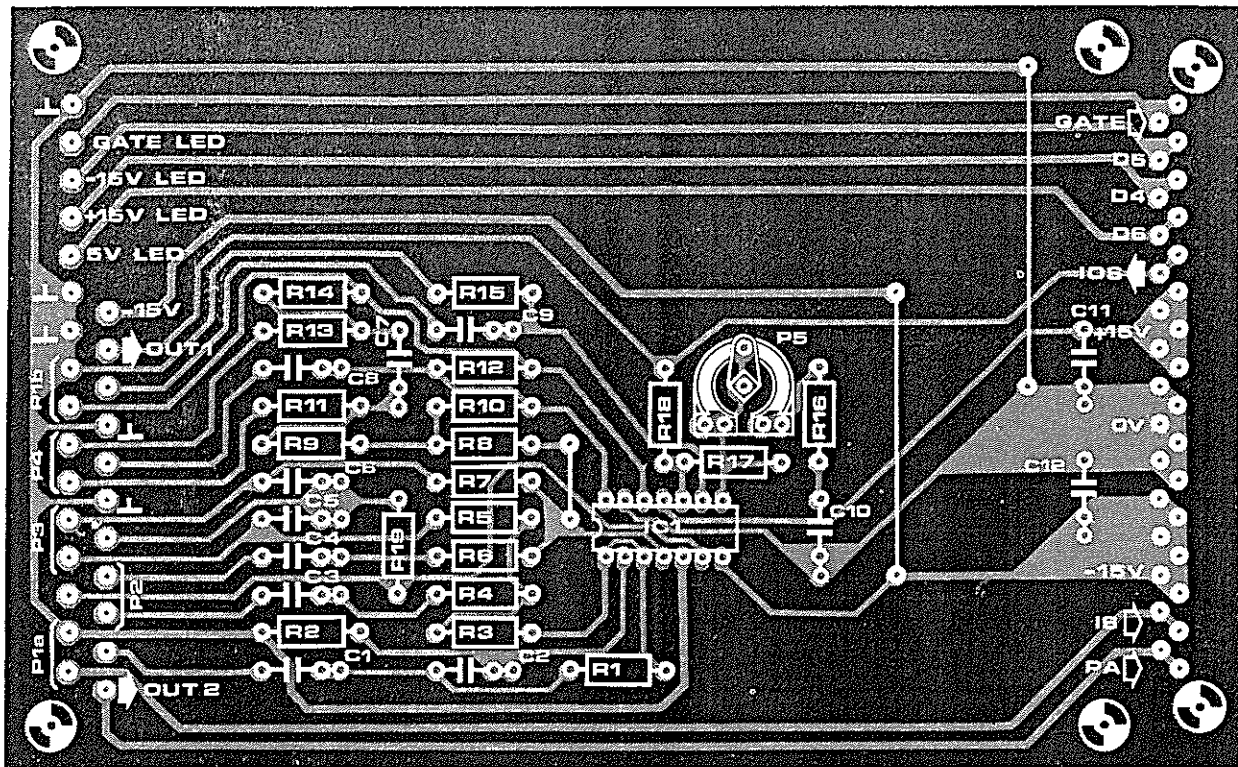 GATE
GATE LED
D5
-15V LED
D4
+15V LED
D6
5V LED
IOS
R14
R15
-15V
C11
C9
+15V
R13
C7
P5
OUT1
R12
C8
P1b
R11
R10
R18
R16
0V
R9
R8
P4
R17
C12
C6
R7
C5
R5
C10
IC1
P3
C4
R19
R6
-15V
C3
P2
R4
IB
R2
R3
P1a
C1
C2
R1
PA
OUT2